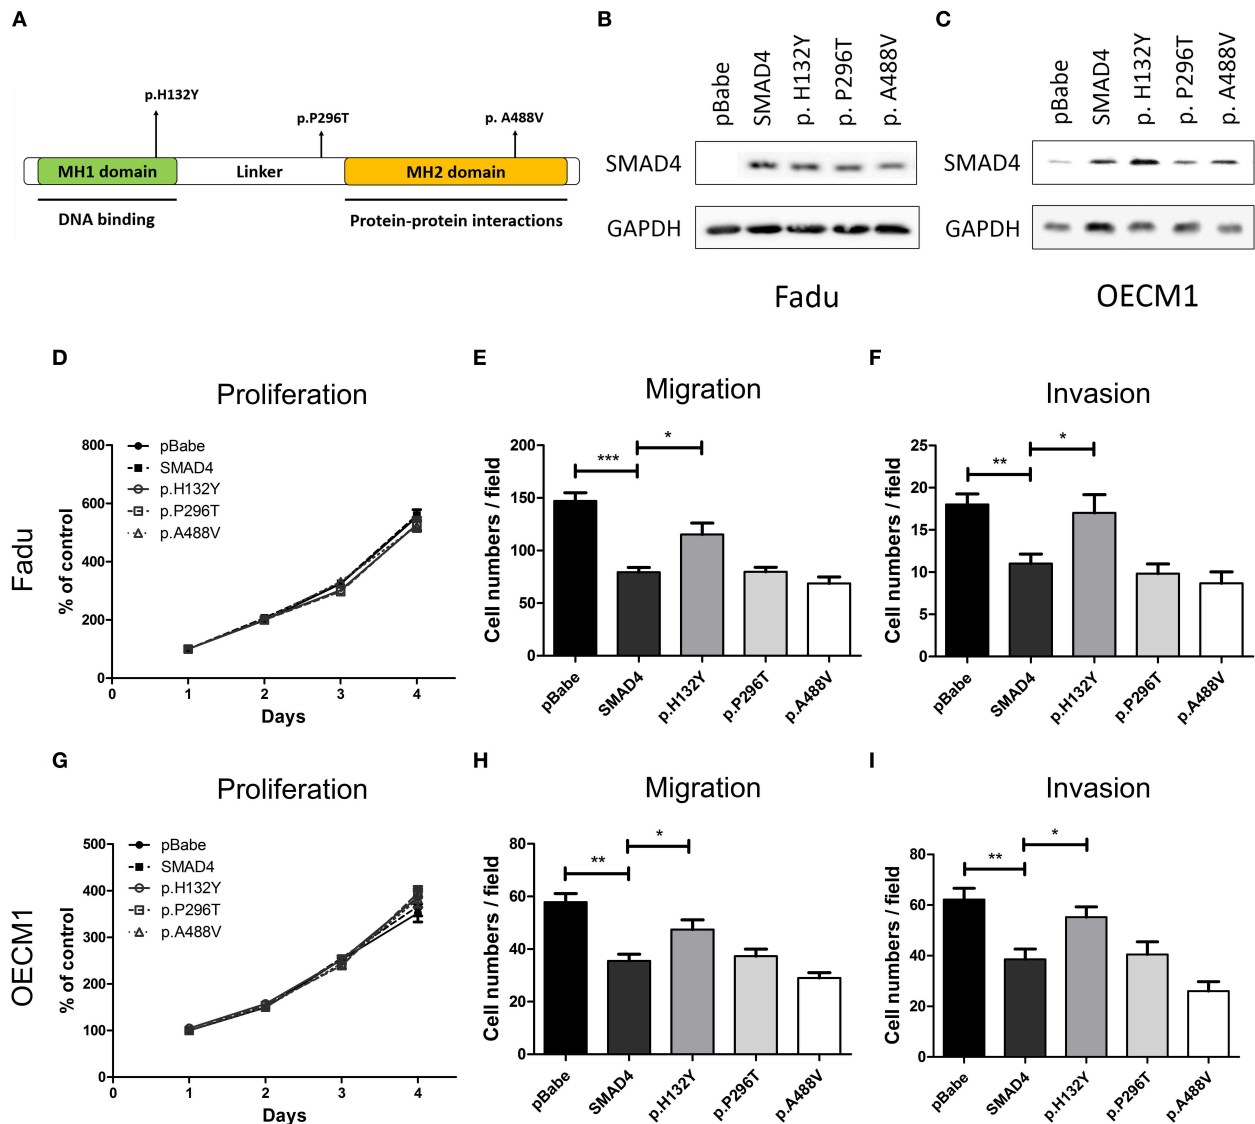 A
p.H132Y
p.P296T
p. A488V
MH1 domain
Linker
MH2 domain
DNA binding
Protein-protein interactions
B
pBabe
SMAD4
p. H132Y
p. P296T
p. A488V
SMAD4
GAPDH
Fadu
C
pBabe
SMAD4
p. H132Y
p. P296T
p. A488V
SMAD4
GAPDH
OECM1
Fadu
D
Proliferation
% of control
800
600
400
200
0
pBabe
SMAD4
p.H132Y
p.P296T
p.A488V
0 1 2 3 4
Days
E
Migration
Cell numbers / field
200
150
100
50
0
***
*
pBabe
SMAD4
p.H132Y
p.P296T
p.A488V
F
Invasion
Cell numbers / field
25
20
15
10
5
0
**
*
pBabe
SMAD4
p.H132Y
p.P296T
p.A488V
OECM1
G
Proliferation
% of control
500
400
300
200
100
0
pBabe
SMAD4
p.H132Y
p.P296T
p.A488V
0 1 2 3 4
Days
H
Migration
Cell numbers / field
80
60
40
20
0
**
*
pBabe
SMAD4
p.H132Y
p.P296T
p.A488V
I
Invasion
Cell numbers / field
80
60
40
20
0
**
*
pBabe
SMAD4
p.H132Y
p.P296T
p.A488V